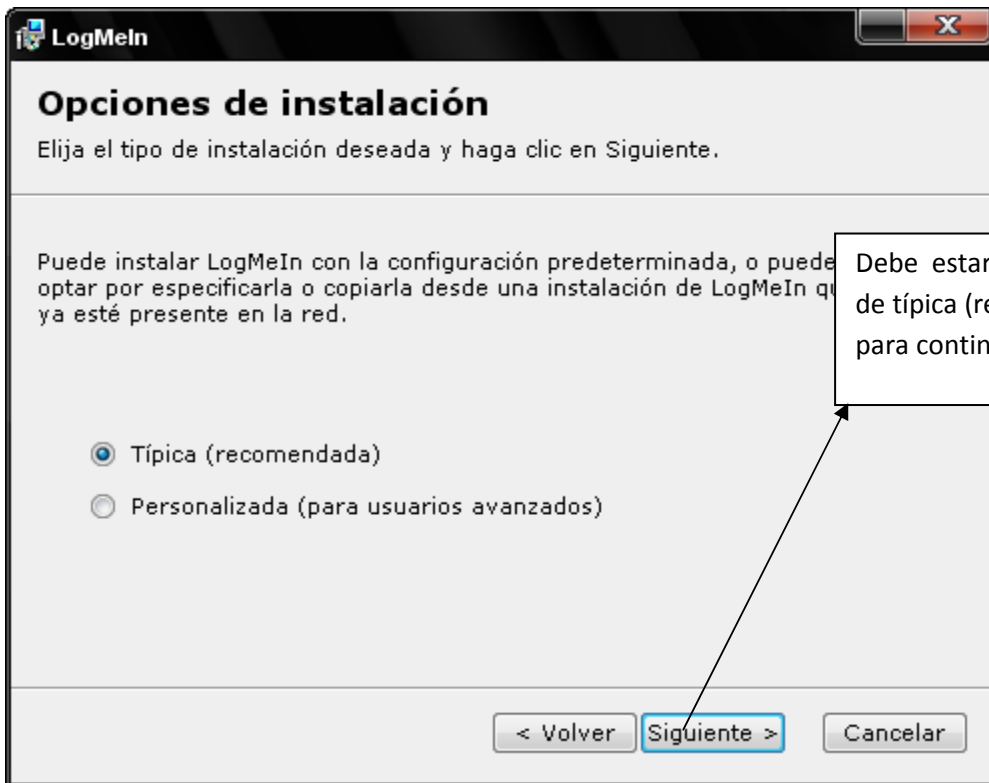 LogMeIn
Opciones de instalación
Elija el tipo de instalación deseada y haga clic en Siguiente.
Puede instalar LogMeIn con la configuración predeterminada, o puede
optar por especificarla o copiarla desde una instalación de LogMeIn
ya esté presente en la red.
Debe estar
de típica
para
Típica (recomendada)
Personalizada (para usuarios avanzados)
< Volver Siguiente > Cancelar